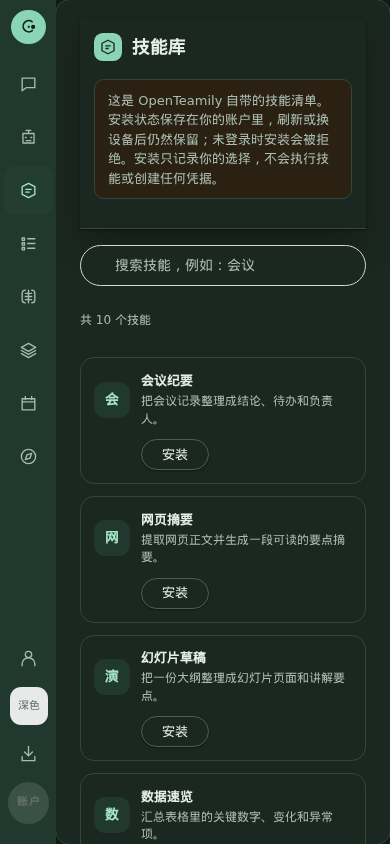 技能库
这是 OpenTeamily 自带的技能清单。
安装状态保存在你的账户里，刷新或换
设备后仍然保留；未登录时安装会被拒
绝。安装只记录你的选择，不会执行技
能或创建任何凭据。
搜索技能，例如：会议
共 10 个技能
会
会议纪要
把会议记录整理成结论、待办和负责
人。
安装
网
网页摘要
提取网页正文并生成一段可读的要点摘
要。
安装
演
幻灯片草稿
把一份大纲整理成幻灯片页面和讲解要
点。
安装
数
数据速览
汇总表格里的关键数字、变化和异常
项。
深色
账户